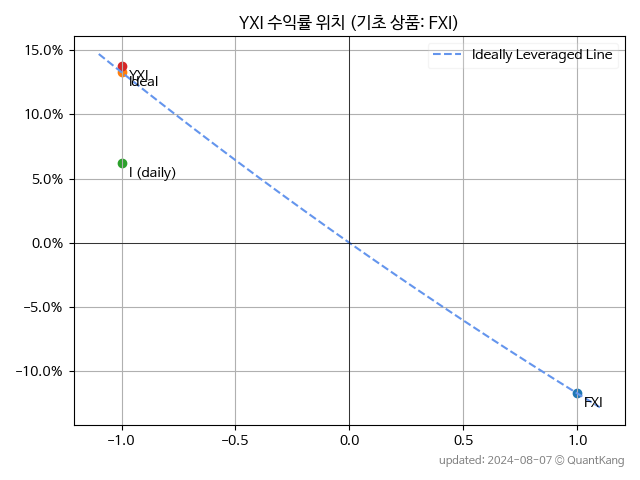 YXI 수익률 위치 (기초 상품: FXI)
15.0%
10.0%
5.0%
0.0%
−5.0%
−10.0%
Ideally Leveraged Line
YXI
Ideal
I (daily)
FXI
−1.0 −0.5 0.0 0.5 1.0
updated: 2024-08-07 © QuantKang